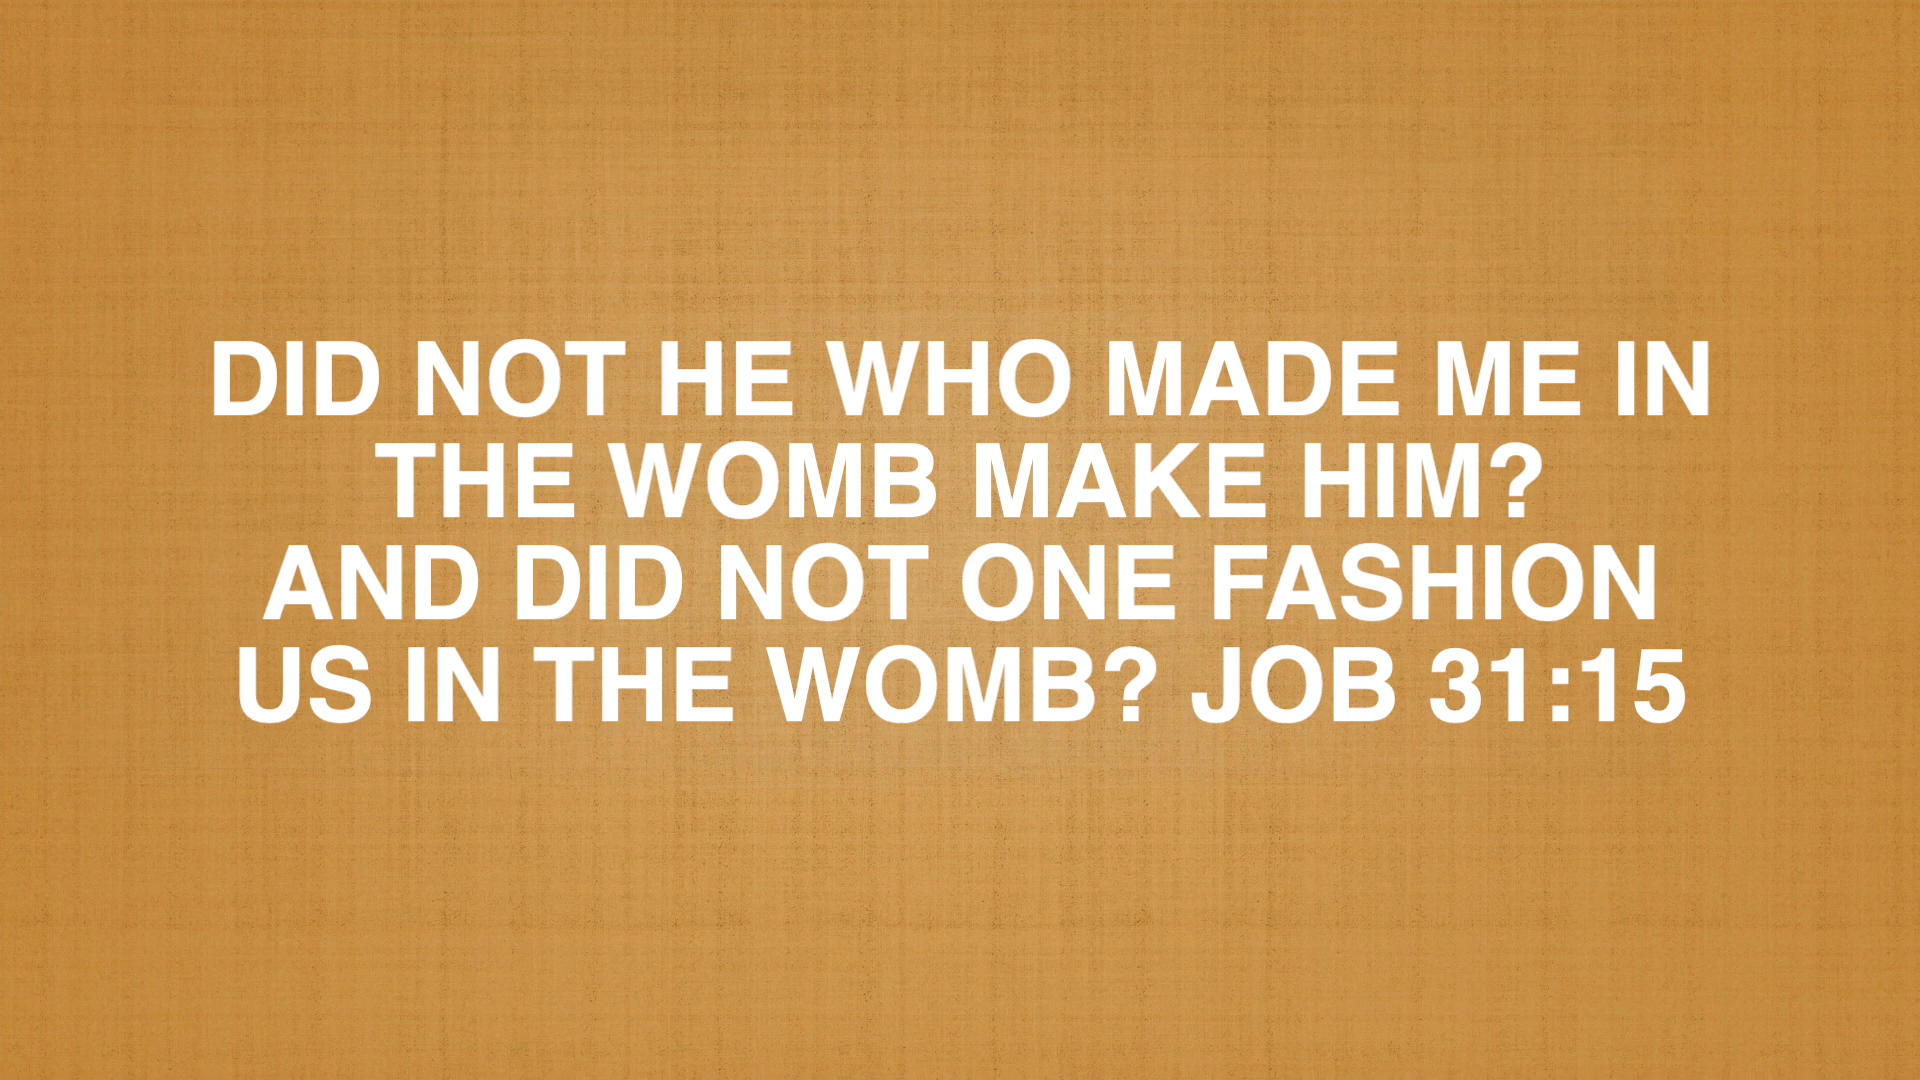 DID NOT HE WHO MADE ME IN
THE WOMB MAKE HIM?
AND DID NOT ONE FASHION
US IN THE WOMB? JOB 31:15